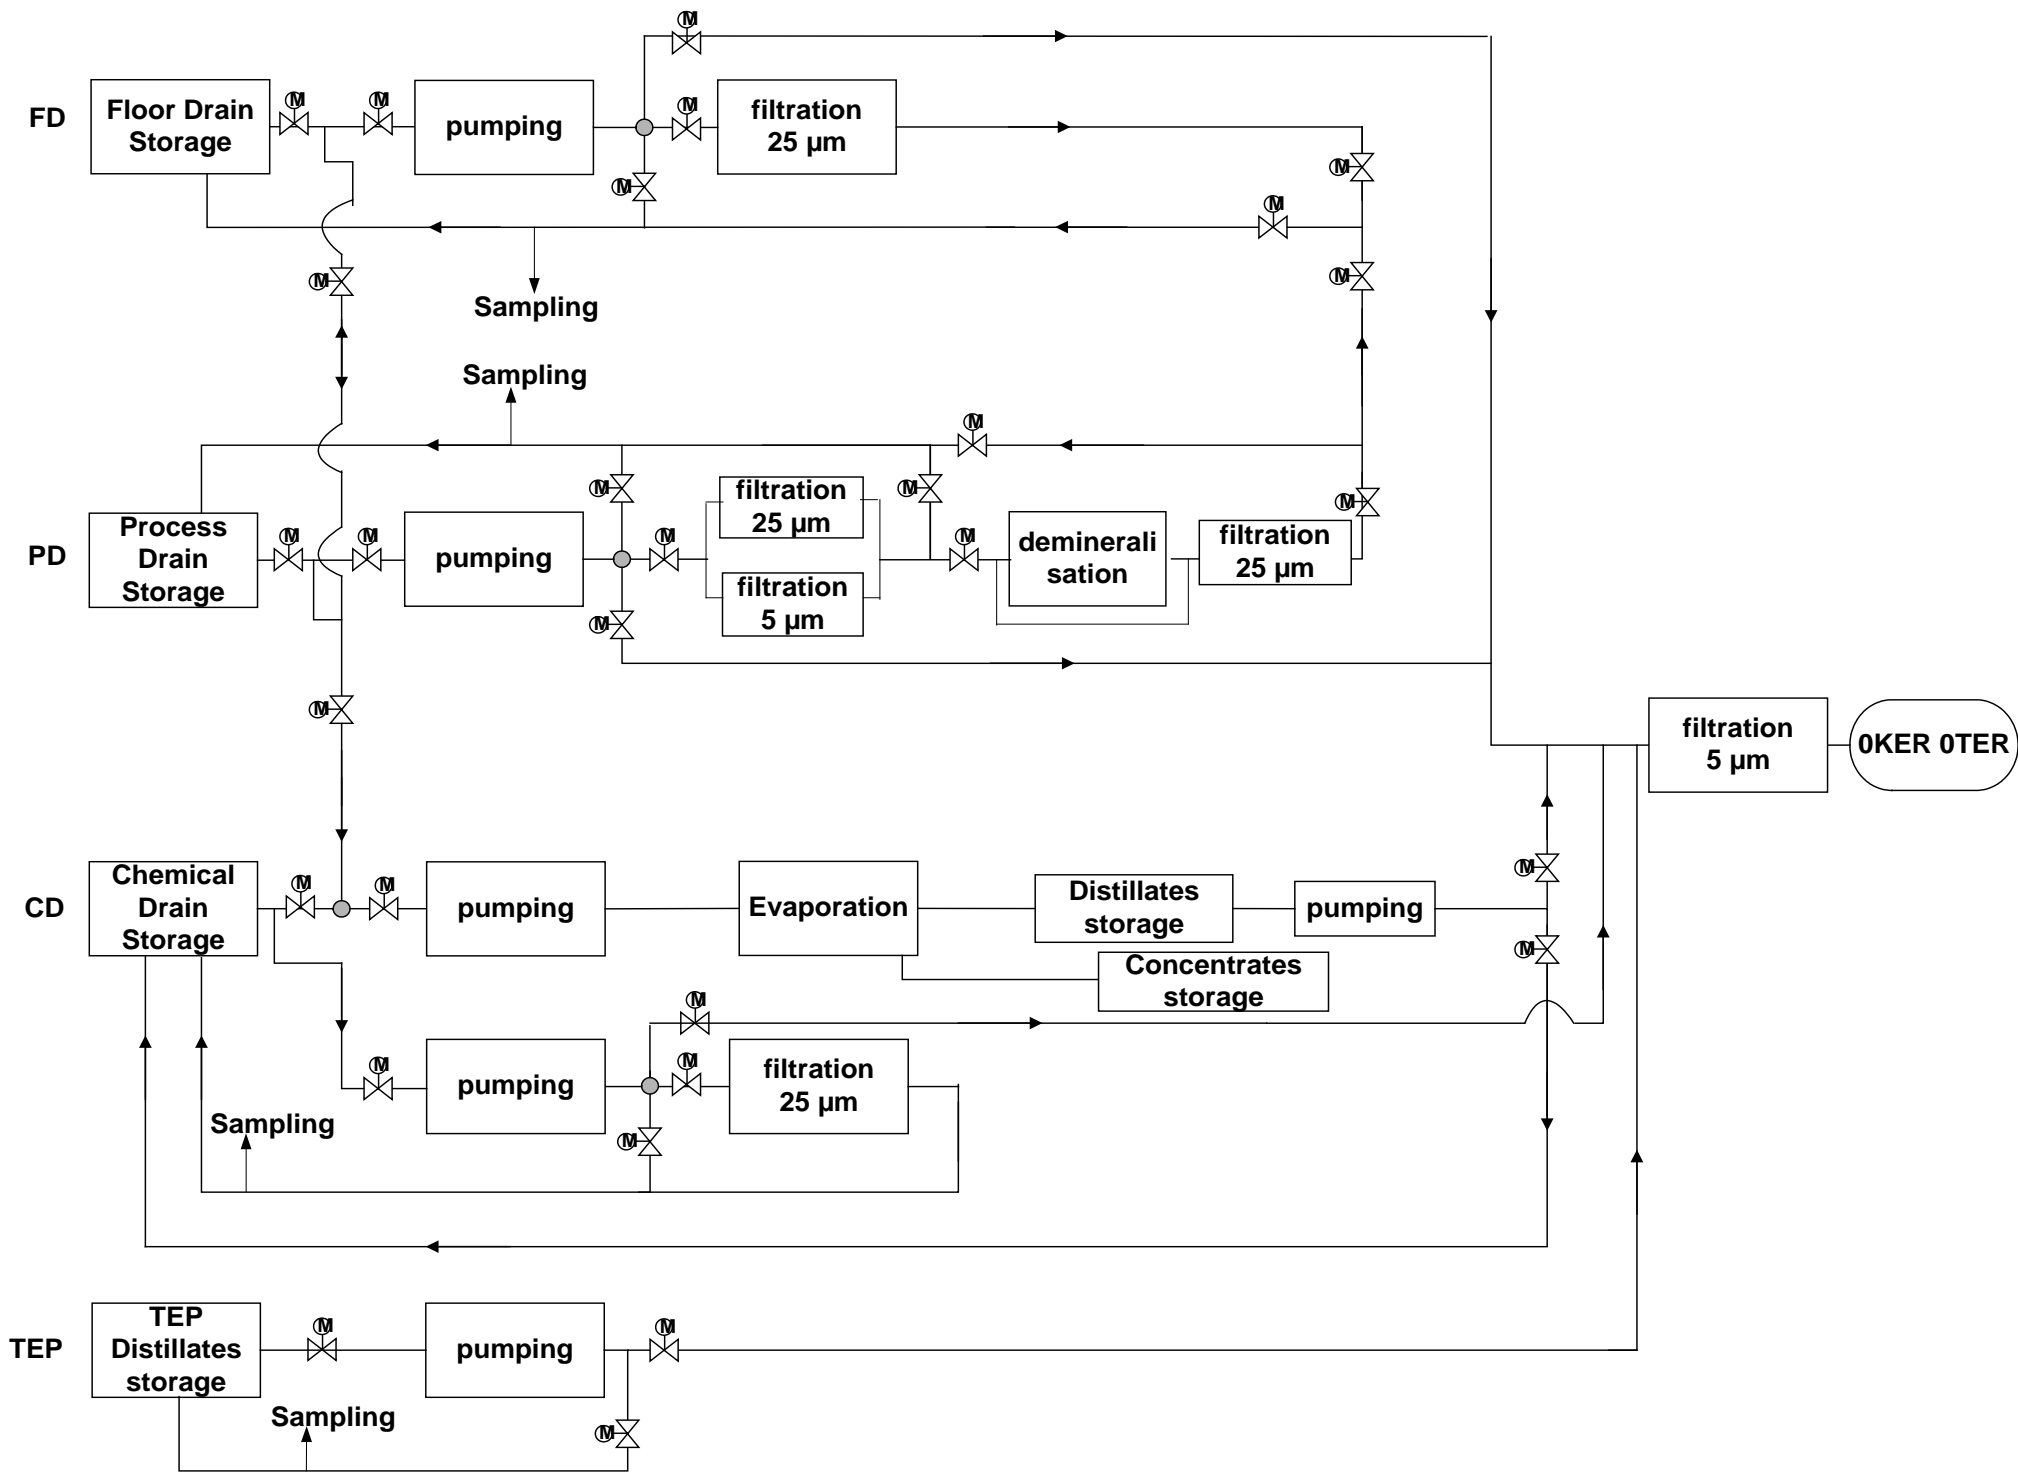 FD
Floor Drain
Storage
M
M
pumping
M
M
M
filtration
25 µm
M
M
M
M
Sampling
Sampling
M
PD
Process
Drain
Storage
M
M
pumping
M
M
M
filtration
25 µm
filtration
5 µm
M
M
deminerali
sation
filtration
25 µm
M
M
filtration
5 µm
0KER 0TER
CD
Chemical
Drain
Storage
M
M
pumping
Evaporation
Distillates
storage
pumping
M
M
Concentrates
storage
M
M
pumping
M
M
filtration
25 µm
Sampling
TEP
TEP
Distillates
storage
M
pumping
M
M
Sampling